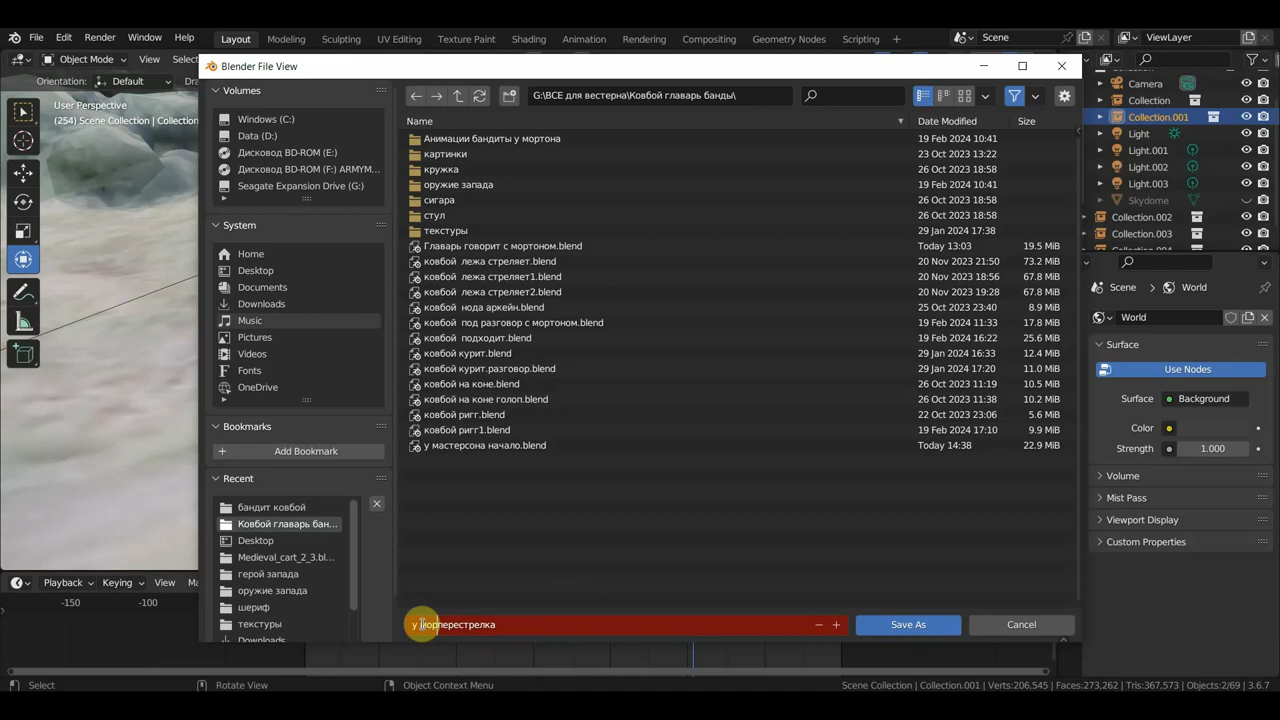 File Edit Render Window Help Layout Modeling Sculpting UV Editing Texture Paint Shading Animation Rendering Compositing Geometry Nodes Scripting Scene ViewLayer
Object Mode View
Orientation: Default
User Perspective
(254) Scene Collection | Collection
Blender File View
Volumes
Windows (C:)
Data (D:)
Дисковод BD-ROM (E:)
Дисковод BD-ROM (F:) ARMYM...
Seagate Expansion Drive (G:)
System
Home
Desktop
Documents
Downloads
Music
Pictures
Videos
Fonts
OneDrive
Bookmarks
Add Bookmark
Recent
бандит ковбой
Ковбой главарь бан...
Desktop
Medieval_cart_2_3.bl...
герой запада
оружие запада
шериф
текстуры
Downloads
G:\ВСЕ для вестерна\Ковбой главарь банды\
Name Date Modified Size
Анимации бандиты у мортона 19 Feb 2024 10:41
картинки 23 Oct 2023 13:22
кружка 26 Oct 2023 18:58
оружие запада 19 Feb 2024 10:41
сигара 26 Oct 2023 18:58
стул 26 Oct 2023 18:58
текстуры 29 Jan 2024 17:38
Главарь говорит с мортоном.blend Today 13:03 19.5 MiB
ковбой лежа стреляет.blend 20 Nov 2023 21:50 73.2 MiB
ковбой лежа стреляет1.blend 20 Nov 2023 18:56 67.8 MiB
ковбой лежа стреляет2.blend 20 Nov 2023 19:28 67.8 MiB
ковбой нода аркейн.blend 25 Oct 2023 23:40 8.9 MiB
ковбой под разговор с мортоном.blend 19 Feb 2024 11:33 17.8 MiB
ковбой подходит.blend 19 Feb 2024 16:22 25.6 MiB
ковбой курит.blend 29 Jan 2024 16:33 12.4 MiB
ковбой курит.разговор.blend 29 Jan 2024 17:20 11.0 MiB
ковбой на коне.blend 26 Oct 2023 11:19 10.5 MiB
ковбой на коне голоп.blend 26 Oct 2023 11:38 10.2 MiB
ковбой ригг.blend 22 Oct 2023 23:06 5.6 MiB
ковбой ригг1.blend 19 Feb 2024 17:10 9.9 MiB
у мастерсона начало.blend Today 14:38 22.9 MiB
у морперестрелка
Save As Cancel
Camera
Collection
Collection.001
Light
Light.001
Light.002
Light.003
Skydome
Collection.002
Collection.003
Scene World
World
Surface
Use Nodes
Surface Background
Color
Strength 1.000
Volume
Mist Pass
Viewport Display
Custom Properties
Playback Keying View
-150 -100
Select Rotate View Object Context Menu Scene Collection | Collection.001 | Verts:206,545 | Faces:273,262 | Tris:367,573 | Objects:2/69 | 3.6.7